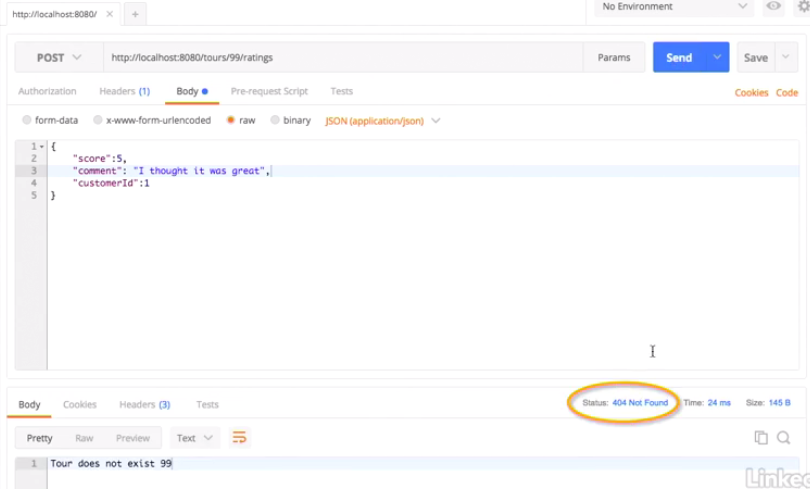 No Environment
http://localhost:8080/
POST http://localhost:8080/tours/99/ratings Params Send Save
Authorization Headers (1) Body Pre-request Script Tests Cookies Code
form-data x-www-form-urlencoded raw binary JSON (application/json)
1 {
2 "score":5,
3 "comment": "I thought it was great",
4 "customerId":1
5 }
Body Cookies Headers (3) Tests Status: 404 Not Found Time: 24 ms Size: 145 B
Pretty Raw Preview Text
1 Tour does not exist 99
Linked